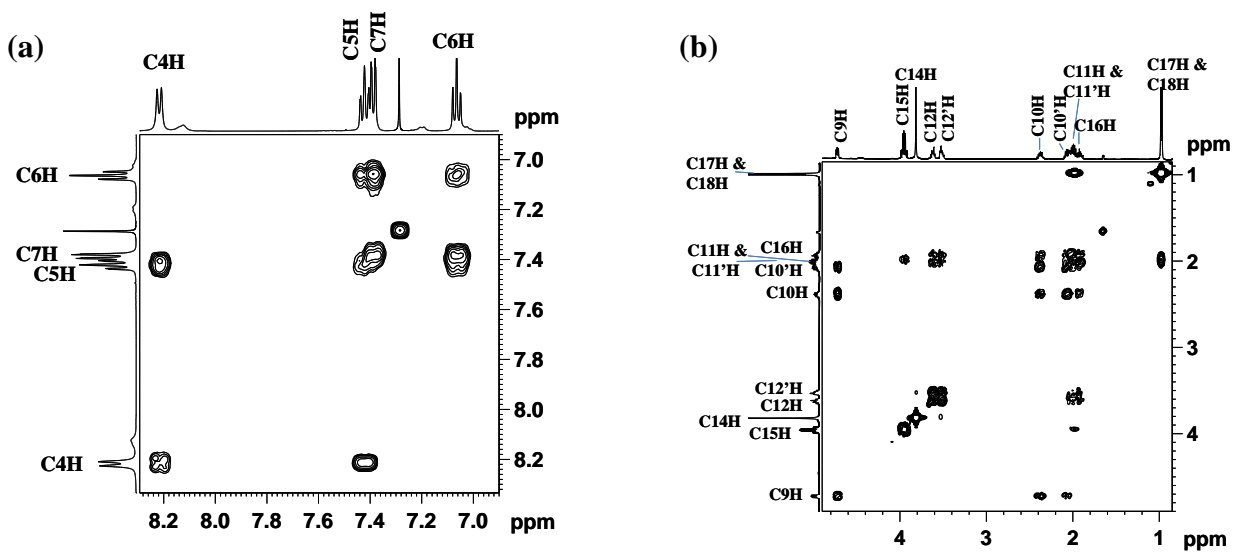 (a)
C4H
C5H
C7H
C6H
ppm
C6H
C7H
C5H
C4H
7.0
7.2
7.4
7.6
7.8
8.0
8.2
8.2 8.0 7.8 7.6 7.4 7.2 7.0 ppm
(b)
C9H
C15H
C14H
C12H
C12'H
C10H
C10'H
C11H &
C11'H
C16H
C17H &
C18H
ppm
C17H &
C18H
C11H & C16H
C11'H C10'H
C10H
C12'H
C12H
C14H
C15H
C9H
1
2
3
4
4 3 2 1 ppm